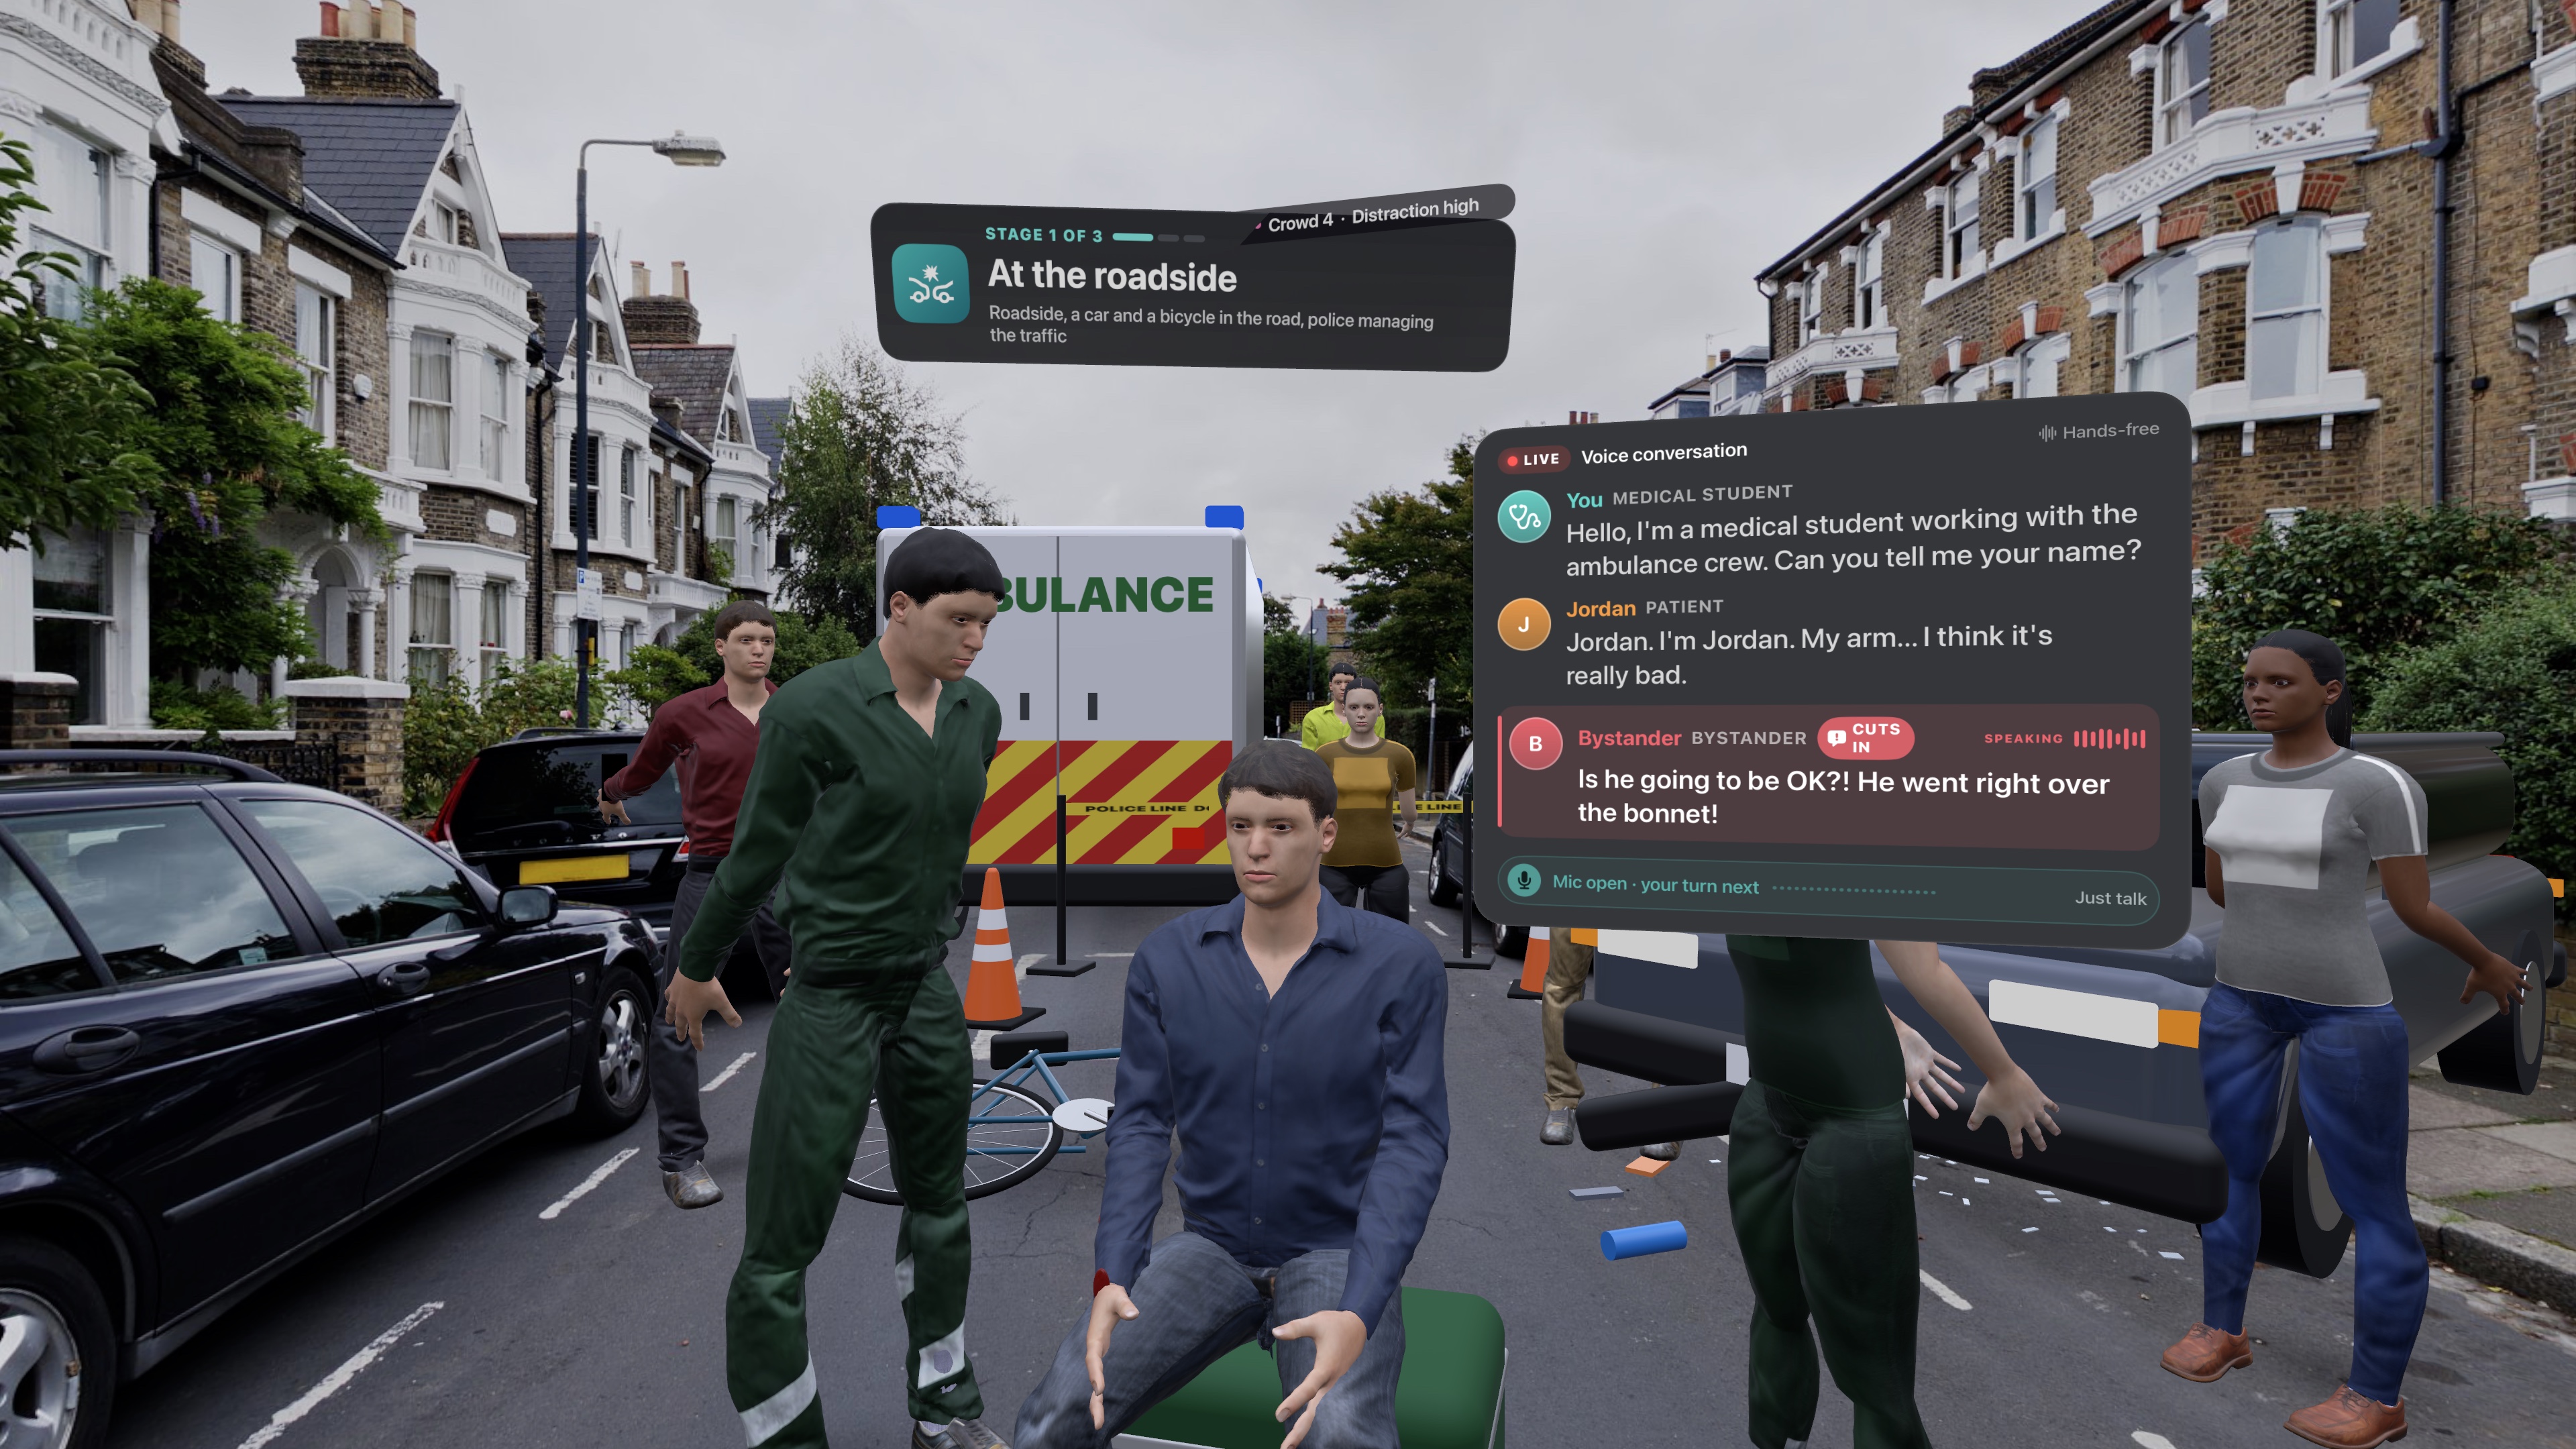 Crowd 4 · Distraction high
STAGE 1 OF 3
At the roadside
Roadside, a car and a bicycle in the road, police managing
the traffic
LIVE
Voice conversation
Hands-free
You MEDICAL STUDENT
Hello, I'm a medical student working with the
ambulance crew. Can you tell me your name?
J
Jordan PATIENT
Jordan. I'm Jordan. My arm... I think it's
really bad.
B
Bystander BYSTANDER
CUTS
IN
SPEAKING
Is he going to be OK?! He went right over
the bonnet!
Mic open · your turn next
Just talk
BULANCE
POLICE LINE D
LINE